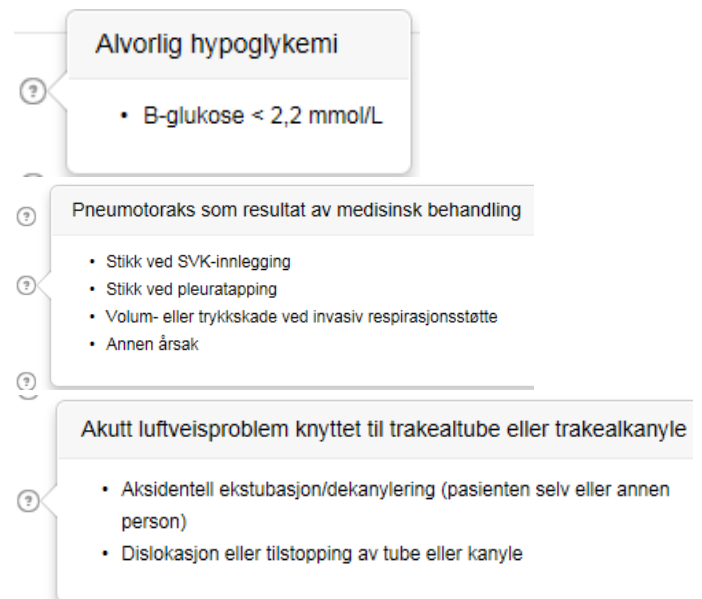 Alvorlig hypoglykemi
• B-glukose < 2,2 mmol/L
Pneumotoraks som resultat av medisinsk behandling
• Stikk ved SVK-innlegging
• Stikk ved pleuratapping
• Volum- eller trykkskade ved invasiv respirasjonsstøtte
• Annen årsak
Akutt luftveisproblem knyttet til trakealtube eller trakealkanyle
• Aksidentell ekstubasjon/dekanylering (pasienten selv eller annen
person)
• Dislokasjon eller tilstopping av tube eller kanyle